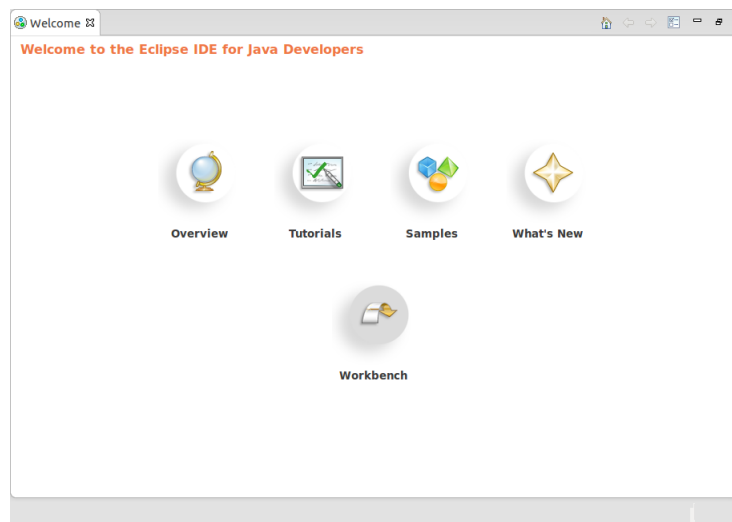 Welcome
Welcome to the Eclipse IDE for Java Developers
Overview Tutorials Samples What's New
Workbench